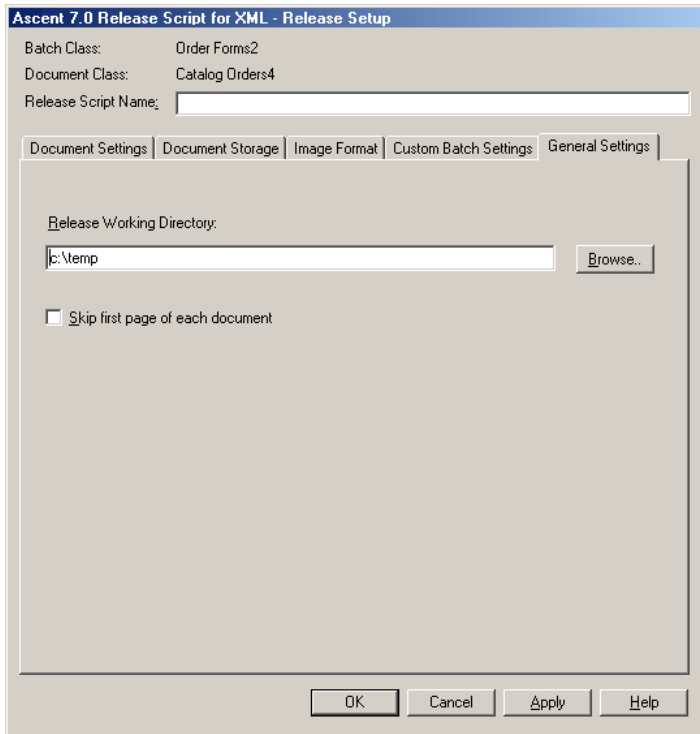 Ascent 7.0 Release Script for XML - Release Setup
Batch Class: Order Forms2
Document Class: Catalog Orders4
Release Script Name:
Document Settings Document Storage Image Format Custom Batch Settings General Settings
Release Working Directory:
c:\temp Browse..
Skip first page of each document
OK Cancel Apply Help